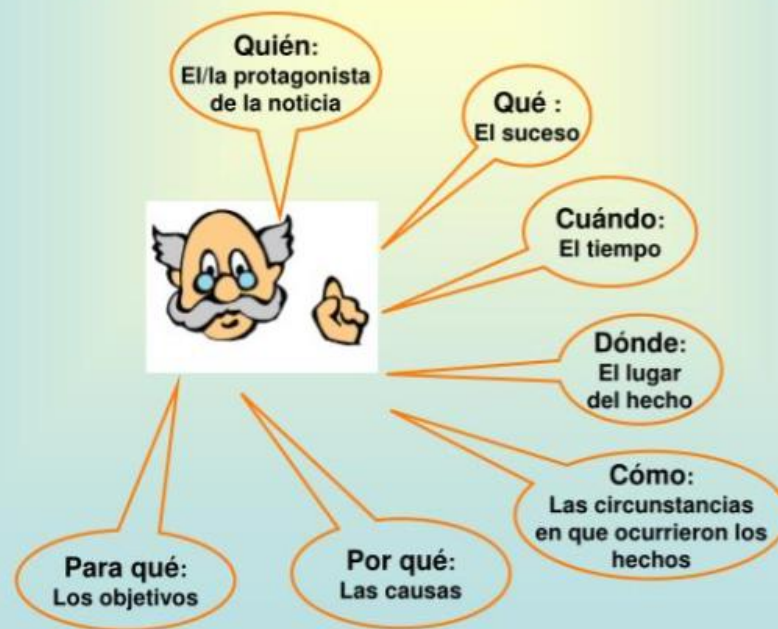 Quién:
El/la protagonista
de la noticia
Qué :
El suceso
Cuándo:
El tiempo
Dónde:
El lugar
del hecho
Cómo:
Las circunstancias
en que ocurrieron los
hechos
Por qué:
Las causas
Para qué:
Los objetivos